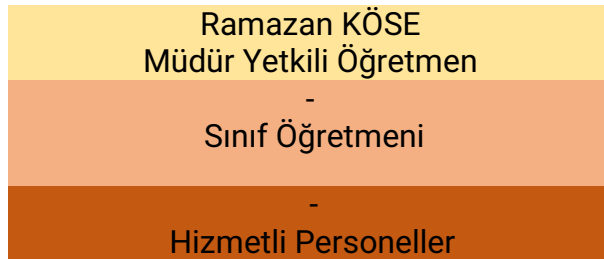 Ramazan KÖSE
Müdür Yetkili Öğretmen
-
Sınıf Öğretmeni
-
Hizmetli Personeller